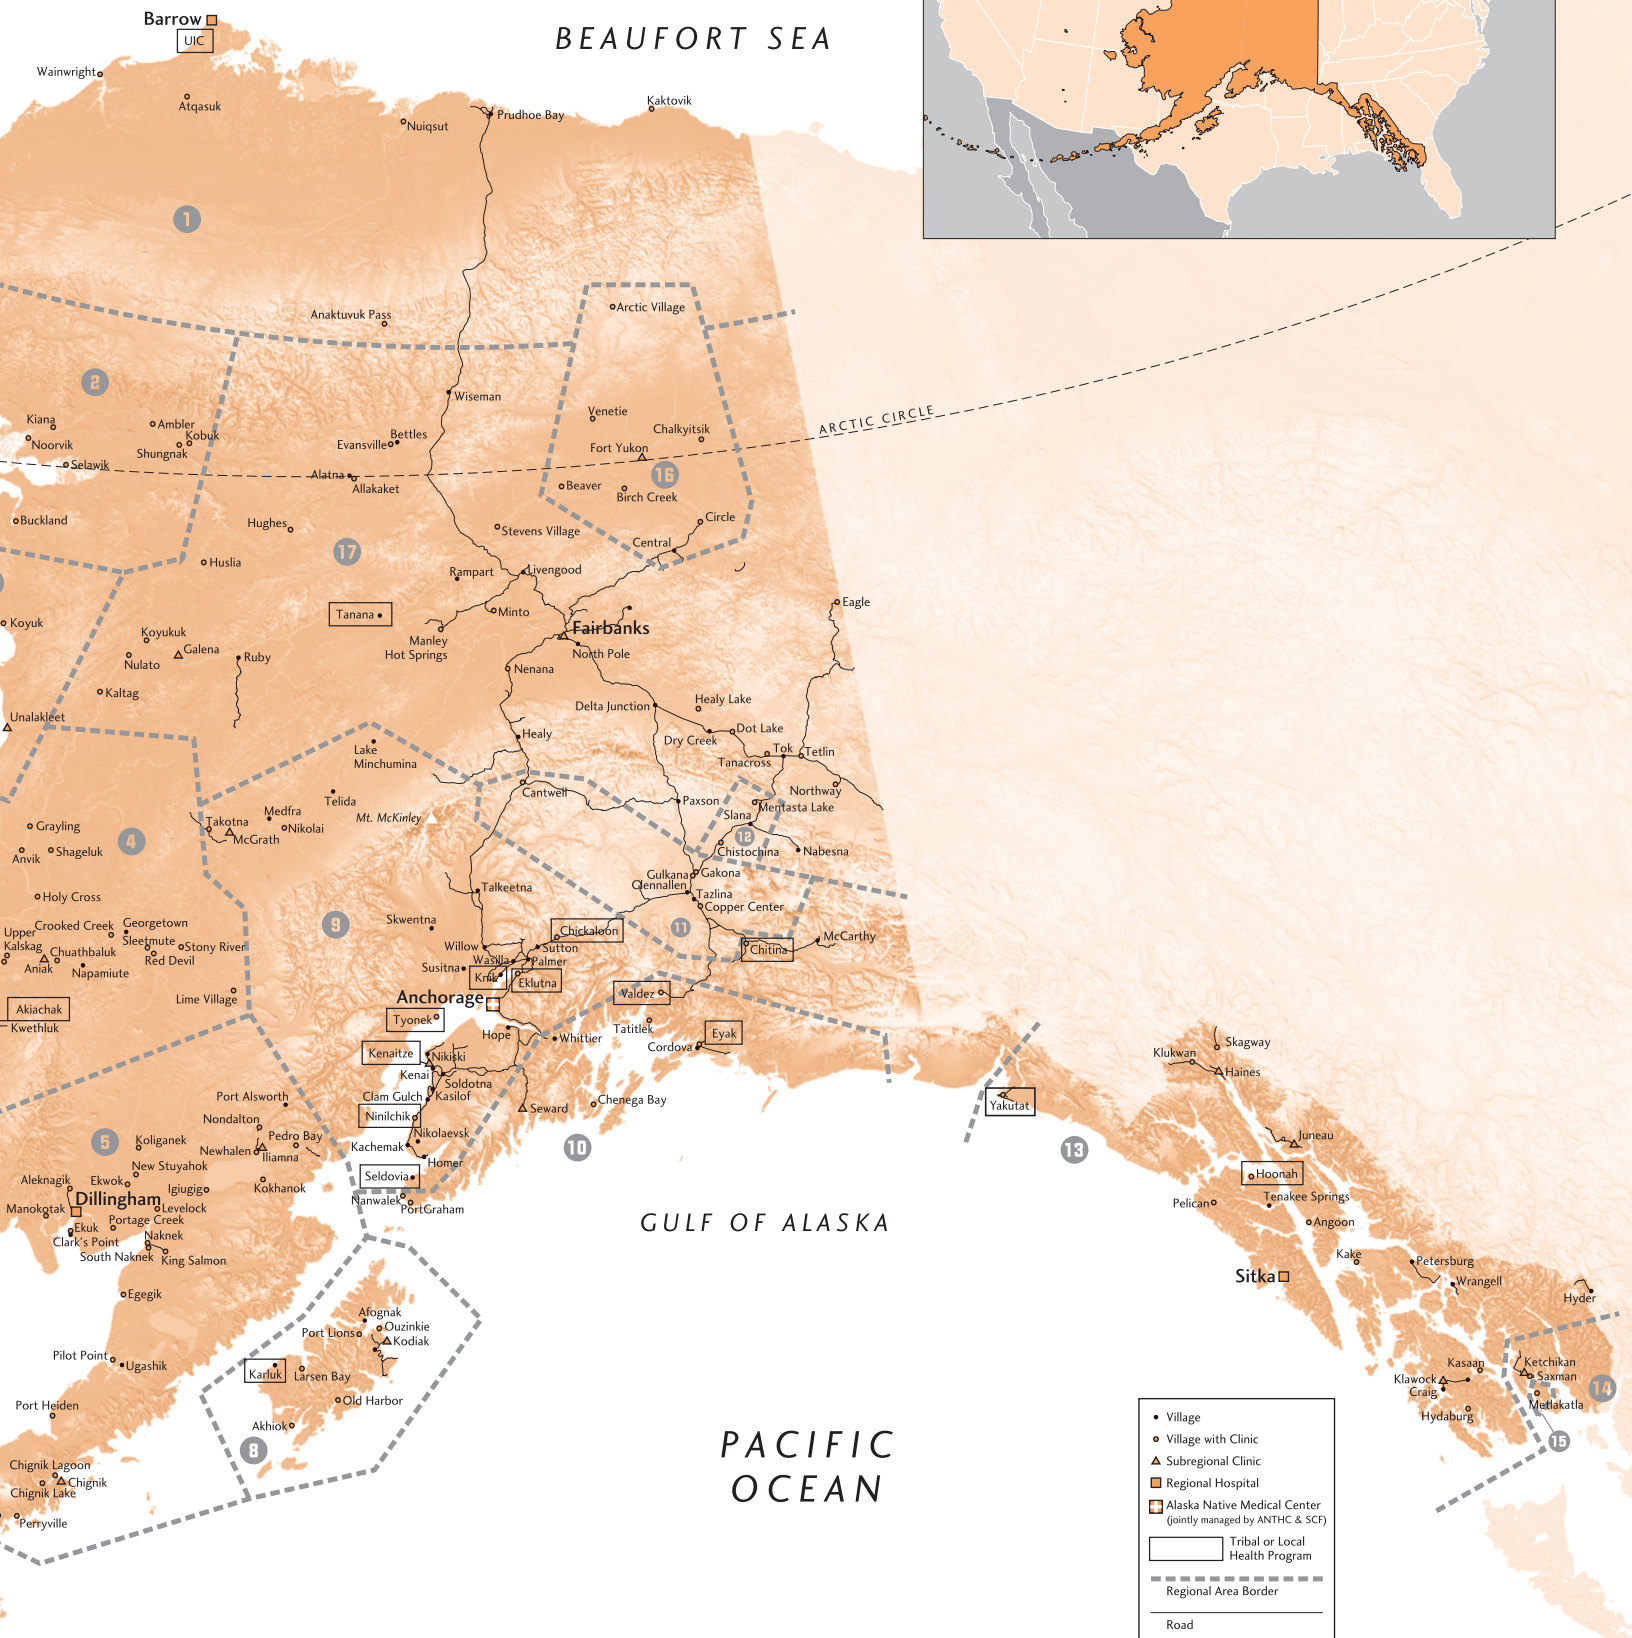 Barrow
UIC
BEAUFORT SEA
Wainwright
Atqasuk
Nuiqsut
Prudhoe Bay
Kaktovik
1
Anaktuvuk Pass
Arctic Village
2
Wiseman
Kiana
Noorvik
Ambler
Kobuk
Shungnak
Selawik
Evansville
Bettles
Venetie
Chalkyitsik
Fort Yukon
ARCTIC CIRCLE
16
Alatna
Allakaket
Beaver
Birch Creek
Buckland
Hughes
Stevens Village
Circle
Central
17
Huslia
Rampart
Livengood
Tanana
Minto
Eagle
Koyuk
Koyukuk
Galena
Nulato
Ruby
Manley
Hot Springs
Fairbanks
North Pole
Nenana
Kaltag
Healy Lake
Delta Junction
Unalakleet
Dot Lake
Dry Creek
Healy
Lake
Minchumina
Tok
Tetlin
Tanacross
Northway
Cantwell
Telida
Paxson
Mentasta Lake
Medfra
Takotna
Nikolai
McGrath
Mt. McKinley
Slana
12
Grayling
4
Anvik
Shageluk
Chistochina
Nabesna
Gulkana
Gakona
Glennallen
Tazlina
Copper Center
Talkeetna
Holy Cross
Skwentna
9
Crooked Creek
Georgetown
Upper
Kalskag
Chuathbaluk
Sleetmute
Stony River
Red Devil
Aniak
Napamiute
Chickaloon
11
McCarthy
Chitina
Willow
Sutton
Susitna
Wasilla
Palmer
Knik
Eklutna
Lime Village
Anchorage
Valdez
Akiachak
Kwethluk
Tyonek
Hope
Whittier
Tatitlek
Eyak
Cordova
Kenaitze
Nikiski
Kenai
Soldotna
Clam Gulch
Kasilof
Ninilchik
Seward
Chenega Bay
Port Alsworth
Nondalton
Nikolaevsk
Kachemak
Homer
10
5
Koliganek
Newhalen
Pedro Bay
Iliamna
New Stuyahok
Aleknagik
Ekwok
Igiugig
Kokhanok
Seldovia
Nanwalek
PortGraham
Dillingham
Manokotak
Levelock
Portage Creek
Ekuk
Clark's Point
Naknek
South Naknek
King Salmon
GULF OF ALASKA
Egegik
Yakutat
13
Klukwan
Skagway
Haines
Juneau
Hoonah
Tenakee Springs
Pelican
Angoon
Kake
Sitka
Petersburg
Wrangell
Hyder
Afognak
Port Lions
Ouzinkie
Kodiak
Pilot Point
Ugashik
Karluk
Larsen Bay
Old Harbor
Akhiok
8
Port Heiden
Kasaan
Ketchikan
Saxman
Klawock
Craig
Metlakatla
Hydaburg
14
15
Chignik Lagoon
Chignik
Chignik Lake
Perryville
PACIFIC
OCEAN
Village
Village with Clinic
Subregional Clinic
Regional Hospital
Alaska Native Medical Center
(jointly managed by ANTHC & SCF)
Tribal or Local
Health Program
Regional Area Border
Road